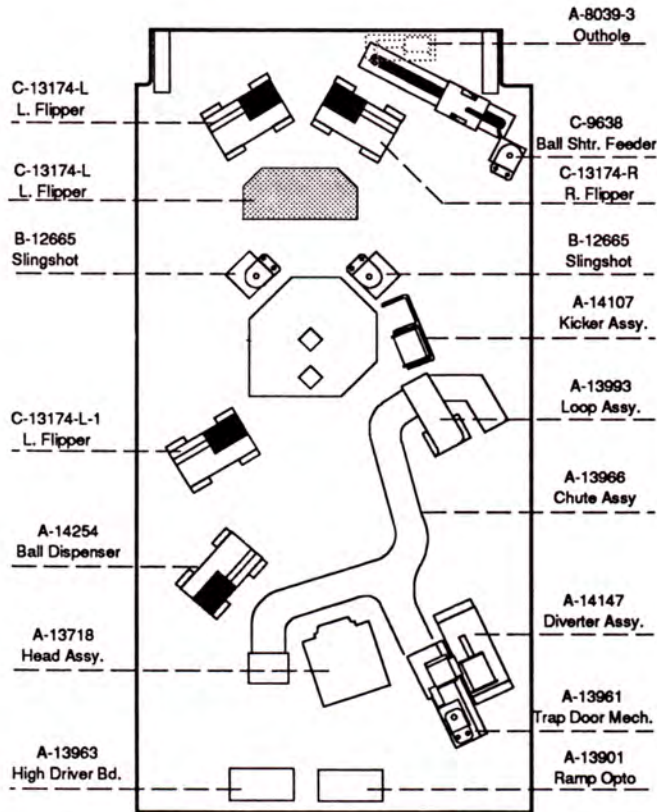 A-8039-3
Outhole
C-13174-L
L. Flipper
C-9638
Ball Shtr. Feeder
C-13174-L
L. Flipper
C-13174-R
R. Flipper
B-12665
Slingshot
B-12665
Slingshot
A-14107
Kicker Assy.
A-13993
Loop Assy.
C-13174-L-1
L. Flipper
A-13966
Chute Assy
A-14254
Ball Dispenser
A-14147
Diverter Assy.
A-13718
Head Assy.
A-13961
Trap Door Mech.
A-13963
High Driver Bd.
A-13901
Ramp Opto